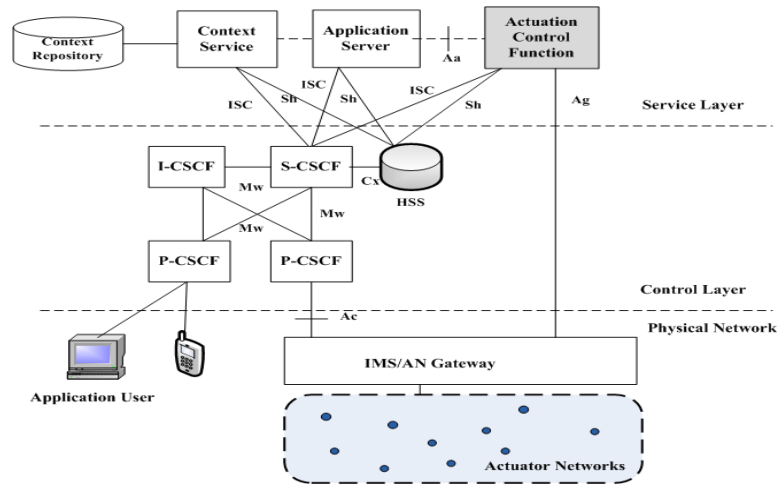 Context
Repository
Context
Service
Application
Server
Actuation
Control
Function
Aa
ISC
Sh
ISC
Sh
ISC
Sh
Ag
Service Layer
I-CSCF
S-CSCF
Cx
HSS
Mw
Mw
Mw
P-CSCF
P-CSCF
Control Layer
Ac
Physical Network
IMS/AN Gateway
Application User
Actuator Networks